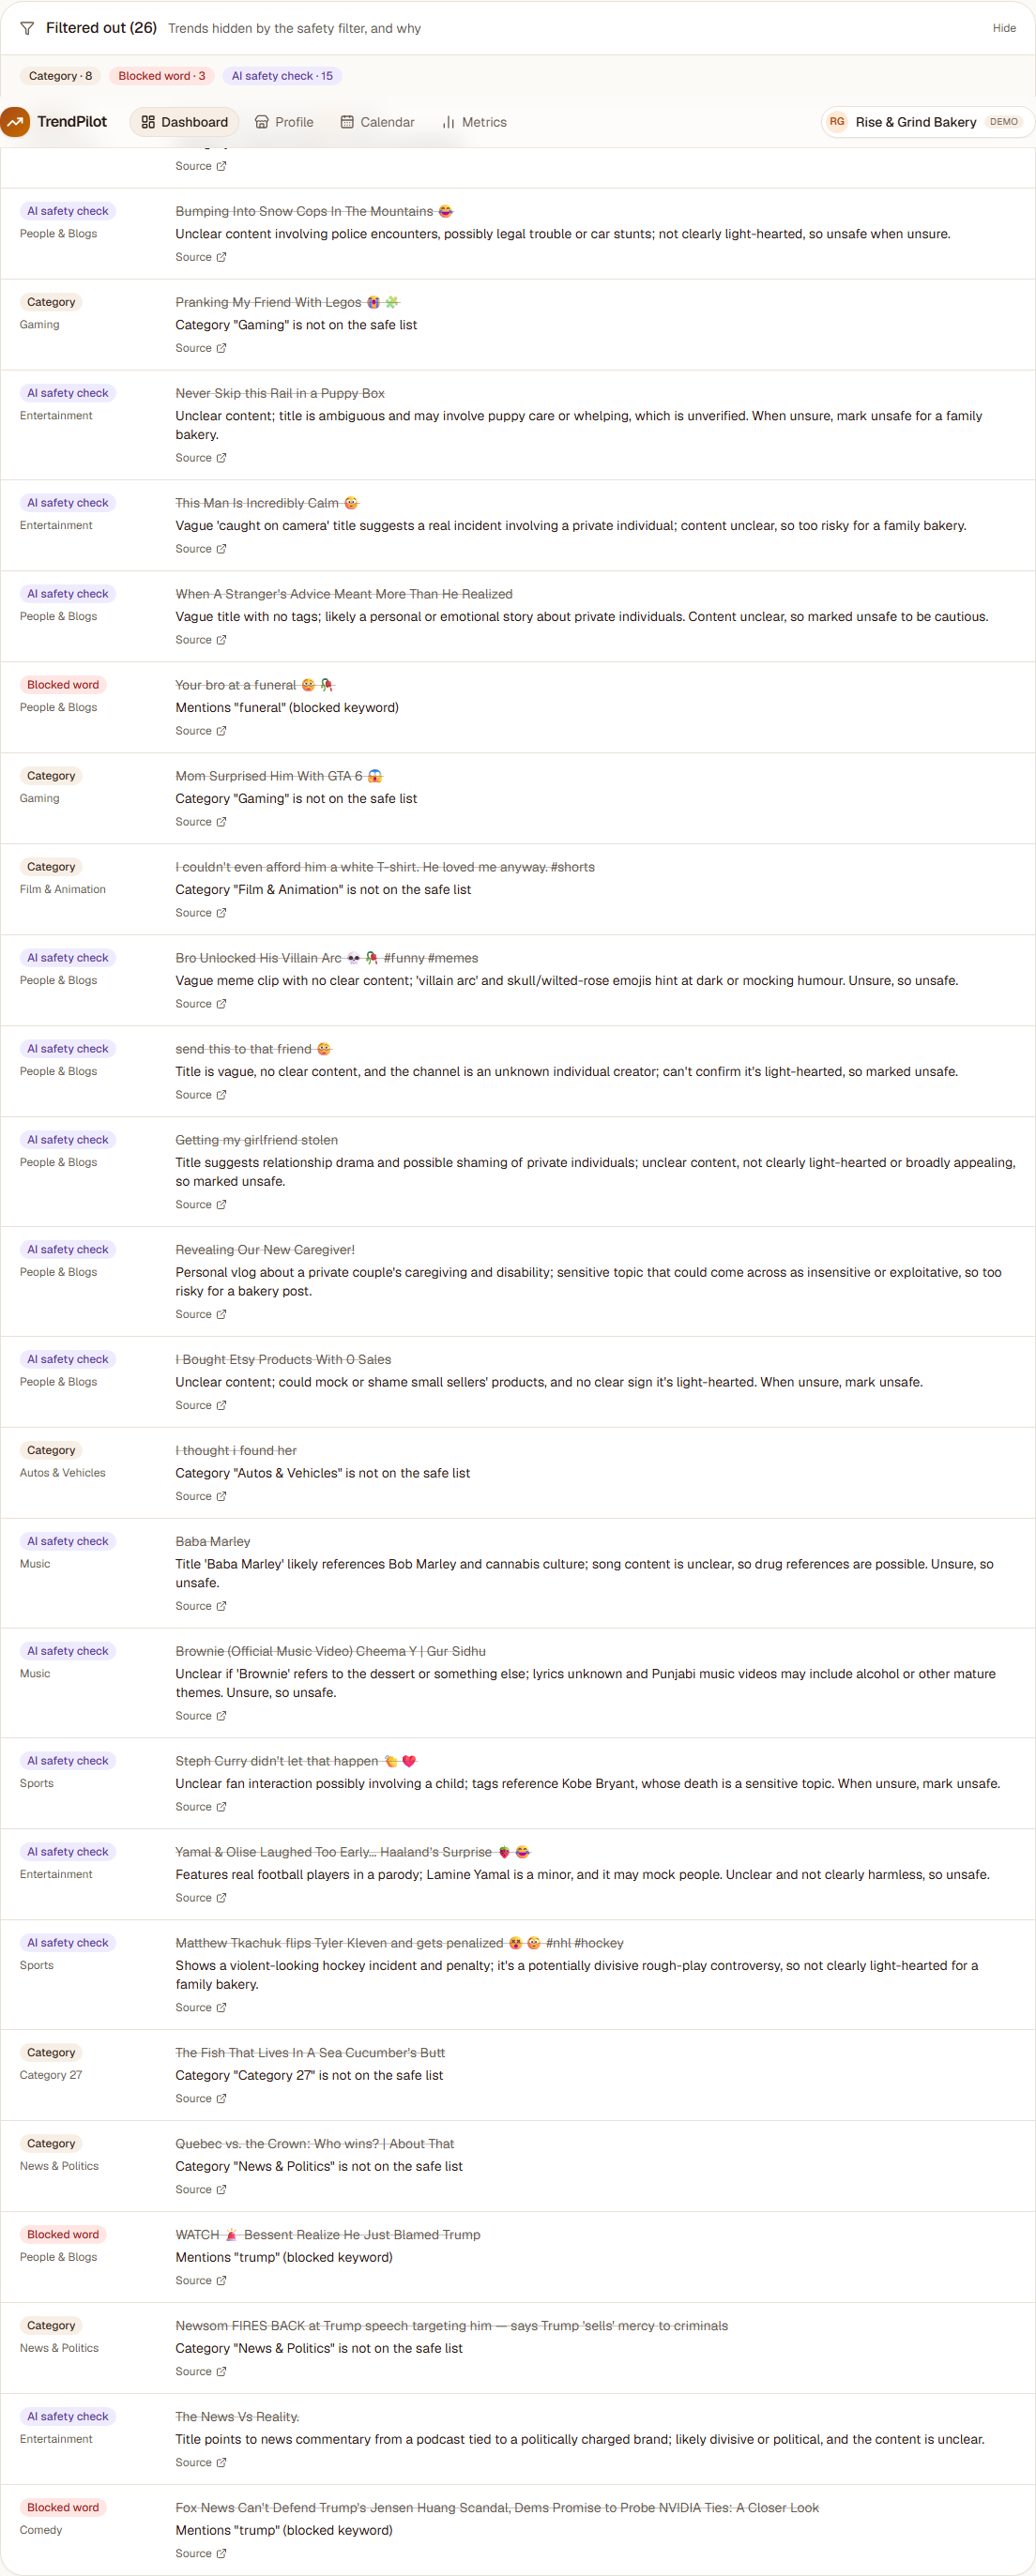 Filtered out (26) Trends hidden by the safety filter, and why Hide
Category · 8 Blocked word · 3 AI safety check · 15
TrendPilot Dashboard Profile Calendar Metrics RG Rise & Grind Bakery DEMO
Source
AI safety check Bumping Into Snow Cops In The Mountains 😂
People & Blogs Unclear content involving police encounters, possibly legal trouble or car stunts; not clearly light-hearted, so unsafe when unsure.
Source
Category Pranking My Friend With Legos 😭 🧩
Gaming Category "Gaming" is not on the safe list
Source
AI safety check Never Skip this Rail in a Puppy Box
Entertainment Unclear content; title is ambiguous and may involve puppy care or whelping, which is unverified. When unsure, mark unsafe for a family
bakery.
Source
AI safety check This Man Is Incredibly Calm 😳
Entertainment Vague 'caught on camera' title suggests a real incident involving a private individual; content unclear, so too risky for a family bakery.
Source
AI safety check When A Stranger's Advice Meant More Than He Realized
People & Blogs Vague title with no tags; likely a personal or emotional story about private individuals. Content unclear, so marked unsafe to be cautious.
Source
Blocked word Your bro at a funeral 🥀
People & Blogs Mentions "funeral" (blocked keyword)
Source
Category Mom Surprised Him With GTA 6 😱
Gaming Category "Gaming" is not on the safe list
Source
Category I couldn't even afford him a white T-shirt. He loved me anyway. #shorts
Film & Animation Category "Film & Animation" is not on the safe list
Source
AI safety check Bro Unlocked His Villain Arc 💀 🥀 #funny #memes
People & Blogs Vague meme clip with no clear content; 'villain arc' and skull/wilted-rose emojis hint at dark or mocking humour. Unsure, so unsafe.
Source
AI safety check send this to that friend
People & Blogs Title is vague, no clear content, and the channel is an unknown individual creator; can't confirm it's light-hearted, so marked unsafe.
Source
AI safety check Getting my girlfriend stolen
People & Blogs Title suggests relationship drama and possible shaming of private individuals; unclear content, not clearly light-hearted or broadly appealing,
so marked unsafe.
Source
AI safety check Revealing Our New Caregiver!
People & Blogs Personal vlog about a private couple's caregiving and disability; sensitive topic that could come across as insensitive or exploitative, so too
risky for a bakery post.
Source
AI safety check I Bought Etsy Products With 0 Sales
People & Blogs Unclear content; could mock or shame small sellers' products, and no clear sign it's light-hearted. When unsure, mark unsafe.
Source
Category I thought i found her
Autos & Vehicles Category "Autos & Vehicles" is not on the safe list
Source
AI safety check Baba Marley
Music Title 'Baba Marley' likely references Bob Marley and cannabis culture; song content is unclear, so drug references are possible. Unsure, so
unsafe.
Source
AI safety check Brownie (Official Music Video) Cheema Y | Gur Sidhu
Music Unclear if 'Brownie' refers to the dessert or something else; lyrics unknown and Punjabi music videos may include alcohol or other mature
themes. Unsure, so unsafe.
Source
AI safety check Steph Curry didn't let that happen ❤️
Sports Unclear fan interaction possibly involving a child; tags reference Kobe Bryant, whose death is a sensitive topic. When unsure, mark unsafe.
Source
AI safety check Yamal & Olise Laughed Too Early... Haaland's Surprise 🍓 😂
Entertainment Features real football players in a parody; Lamine Yamal is a minor, and it may mock people. Unclear and not clearly harmless, so unsafe.
Source
AI safety check Matthew Tkachuk flips Tyler Kleven and gets penalized 😵 😳 #nhl #hockey
Sports Shows a violent-looking hockey incident and penalty; it's a potentially divisive rough-play controversy, so not clearly light-hearted for a
family bakery.
Source
Category The Fish That Lives In A Sea Cucumber's Butt
Category 27 Category "Category 27" is not on the safe list
Source
Category Quebec vs. the Crown: Who wins? | About That
News & Politics Category "News & Politics" is not on the safe list
Source
Blocked word WATCH 🚨 Bessent Realize He Just Blamed Trump
People & Blogs Mentions "trump" (blocked keyword)
Source
Category Newsom FIRES BACK at Trump speech targeting him — says Trump 'sells' mercy to criminals
News & Politics Category "News & Politics" is not on the safe list
Source
AI safety check The News Vs Reality.
Entertainment Title points to news commentary from a podcast tied to a politically charged brand; likely divisive or political, and the content is unclear.
Source
Blocked word Fox News Can't Defend Trump's Jensen Huang Scandal, Dems Promise to Probe NVIDIA Ties: A Closer Look
Comedy Mentions "trump" (blocked keyword)
Source